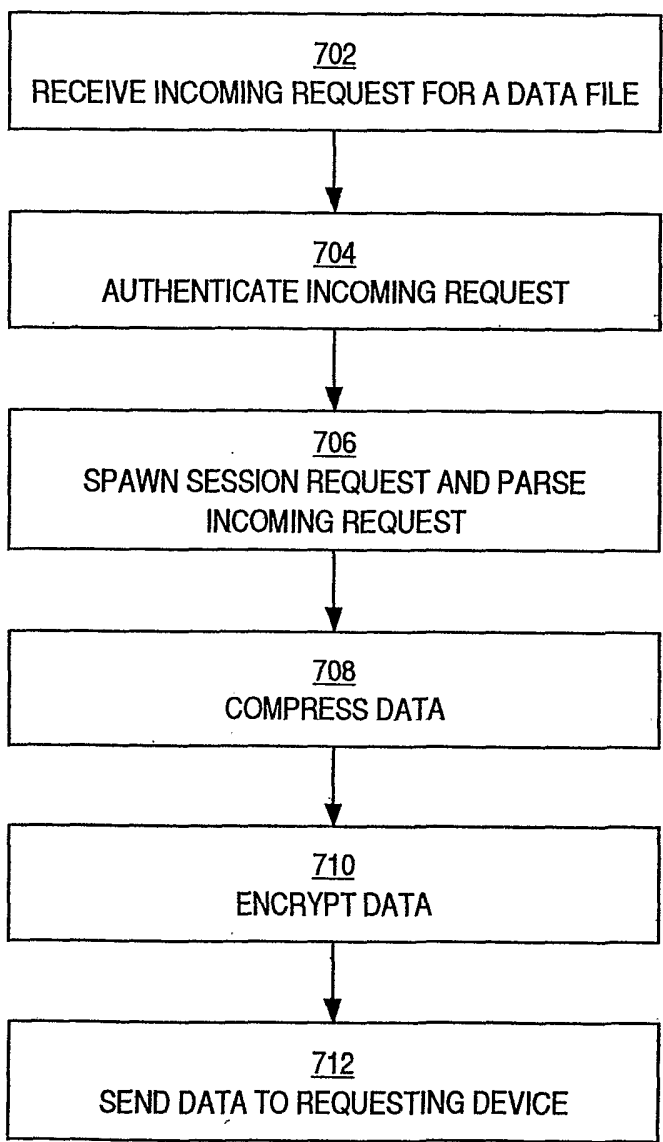 702
RECEIVE INCOMING REQUEST FOR A DATA FILE
704
AUTHENTICATE INCOMING REQUEST
706
SPAWN SESSION REQUEST AND PARSE
INCOMING REQUEST
708
COMPRESS DATA
710
ENCRYPT DATA
712
SEND DATA TO REQUESTING DEVICE